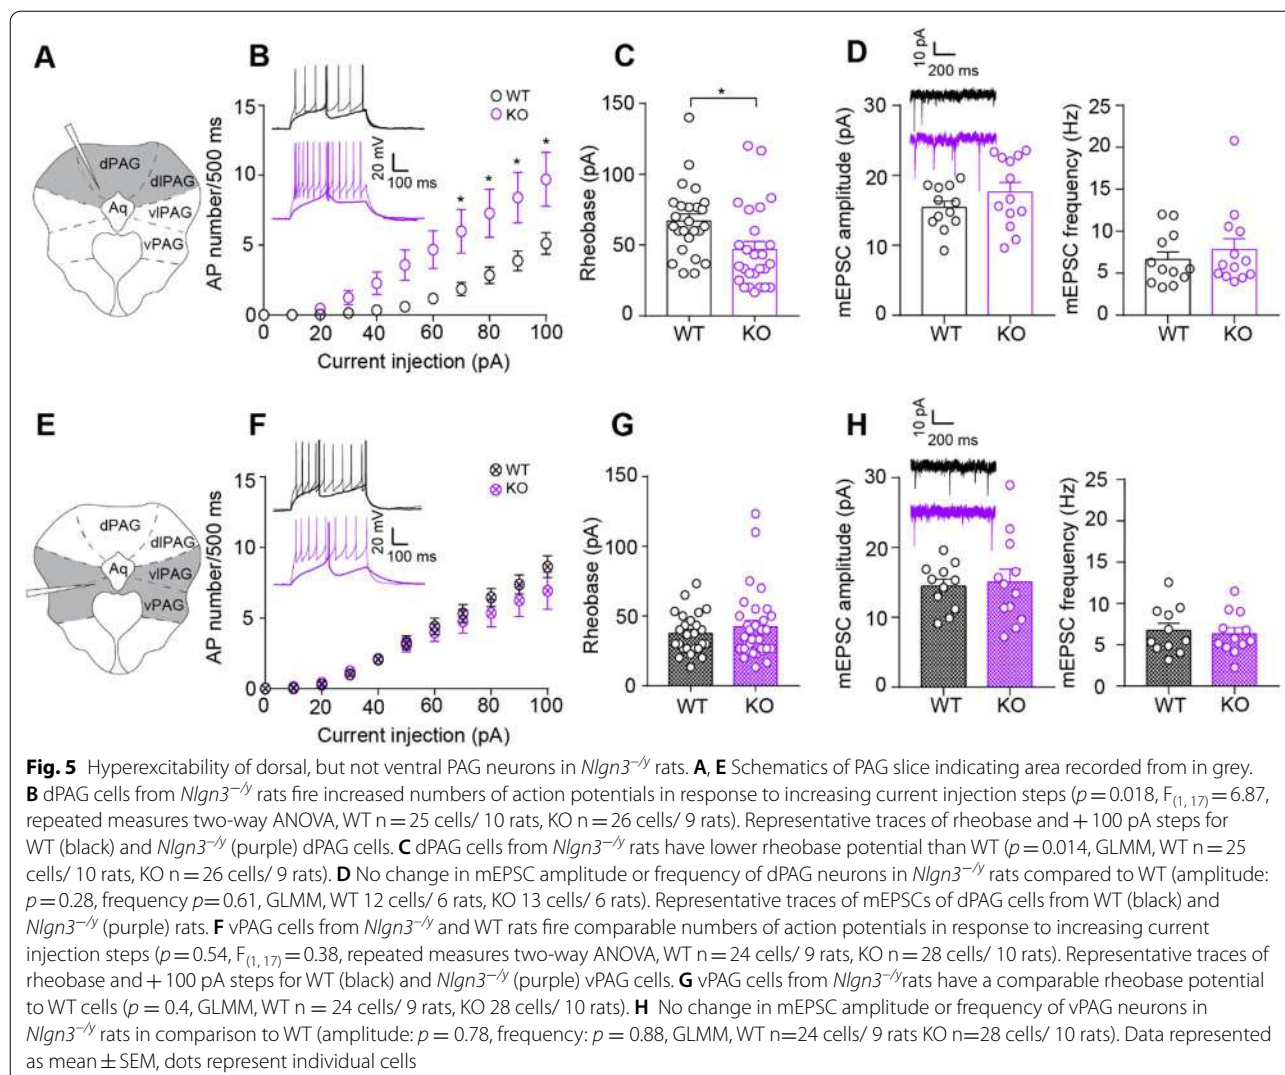 A
dPAG
dlPAG
Aq
vlPAG
vPAG
B
AP number/500 ms
15
10
5
0
0 20 40 60 80 100
Current injection (pA)
WT
KO
20 mV
100 ms
* * * *
C
Rheobase (pA)
150
100
50
0
WT KO
*
D
10 pA
200 ms
mEPSC amplitude (pA)
30
20
10
0
WT KO
mEPSC frequency (Hz)
25
20
15
10
5
0
WT KO
E
dPAG
dlPAG
Aq
vlPAG
vPAG
F
AP number/500 ms
15
10
5
0
0 20 40 60 80 100
Current injection (pA)
WT
KO
20 mV
100 ms
G
Rheobase (pA)
150
100
50
0
WT KO
H
10 pA
200 ms
mEPSC amplitude (pA)
30
20
10
0
WT KO
mEPSC frequency (Hz)
25
20
15
10
5
0
WT KO
Fig. 5 Hyperexcitability of dorsal, but not ventral PAG neurons in Nlgn3−/y rats. A, E Schematics of PAG slice indicating area recorded from in grey.
B dPAG cells from Nlgn3−/y rats fire increased numbers of action potentials in response to increasing current injection steps (p = 0.018, F(1, 17) = 6.87,
repeated measures two-way ANOVA, WT n = 25 cells/ 10 rats, KO n = 26 cells/ 9 rats). Representative traces of rheobase and + 100 pA steps for
WT (black) and Nlgn3−/y (purple) dPAG cells. C dPAG cells from Nlgn3−/y rats have lower rheobase potential than WT (p = 0.014, GLMM, WT n = 25
cells/ 10 rats, KO n = 26 cells/ 9 rats). D No change in mEPSC amplitude or frequency of dPAG neurons in Nlgn3−/y rats compared to WT (amplitude:
p = 0.28, frequency p= 0.61, GLMM, WT 12 cells/ 6 rats, KO 13 cells/ 6 rats). Representative traces of mEPSCs of dPAG cells from WT (black) and
Nlgn3−/y (purple) rats. F vPAG cells from Nlgn3−/y and WT rats fire comparable numbers of action potentials in response to increasing current
injection steps (p = 0.54, F(1, 17) = 0.38, repeated measures two-way ANOVA, WT n = 24 cells/ 9 rats, KO n = 28 cells/ 10 rats). Representative traces of
rheobase and + 100 pA steps for WT (black) and Nlgn3−/y (purple) vPAG cells. G vPAG cells from Nlgn3−/yrats have a comparable rheobase potential
to WT cells (p = 0.4, GLMM, WT n = 24 cells/ 9 rats, KO 28 cells/ 10 rats). H No change in mEPSC amplitude or frequency of vPAG neurons in
Nlgn3−/y rats in comparison to WT (amplitude: p = 0.78, frequency: p = 0.88, GLMM, WT n=24 cells/ 9 rats KO n=28 cells/ 10 rats). Data represented
as mean ± SEM, dots represent individual cells